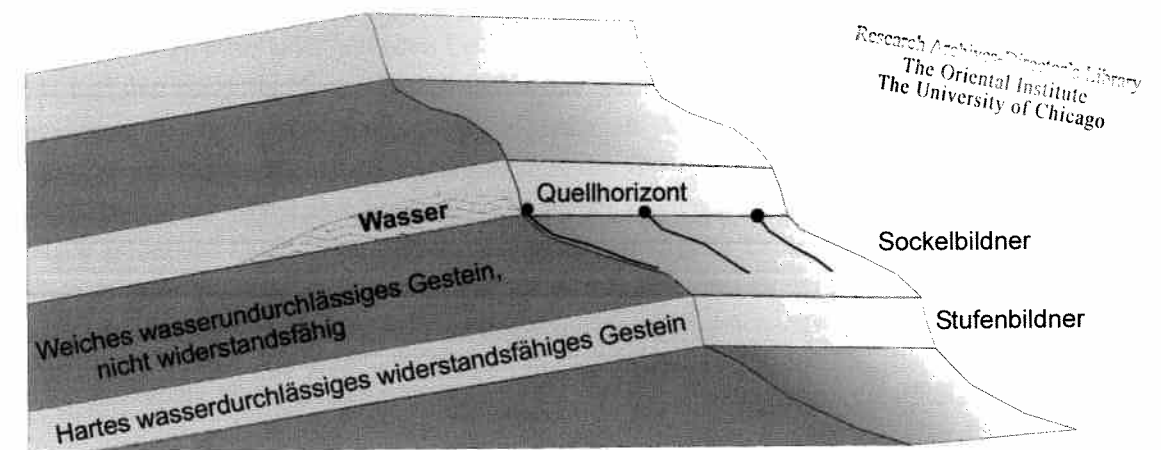 Research Archives-Director's Library
The Oriental Institute
The University of Chicago
Quellhorizont
Wasser
Sockelbildner
Weiches wasserundurchlässiges Gestein,
nicht widerstandsfähig
Stufenbildner
Hartes wasserdurchlässiges widerstandsfähiges Gestein